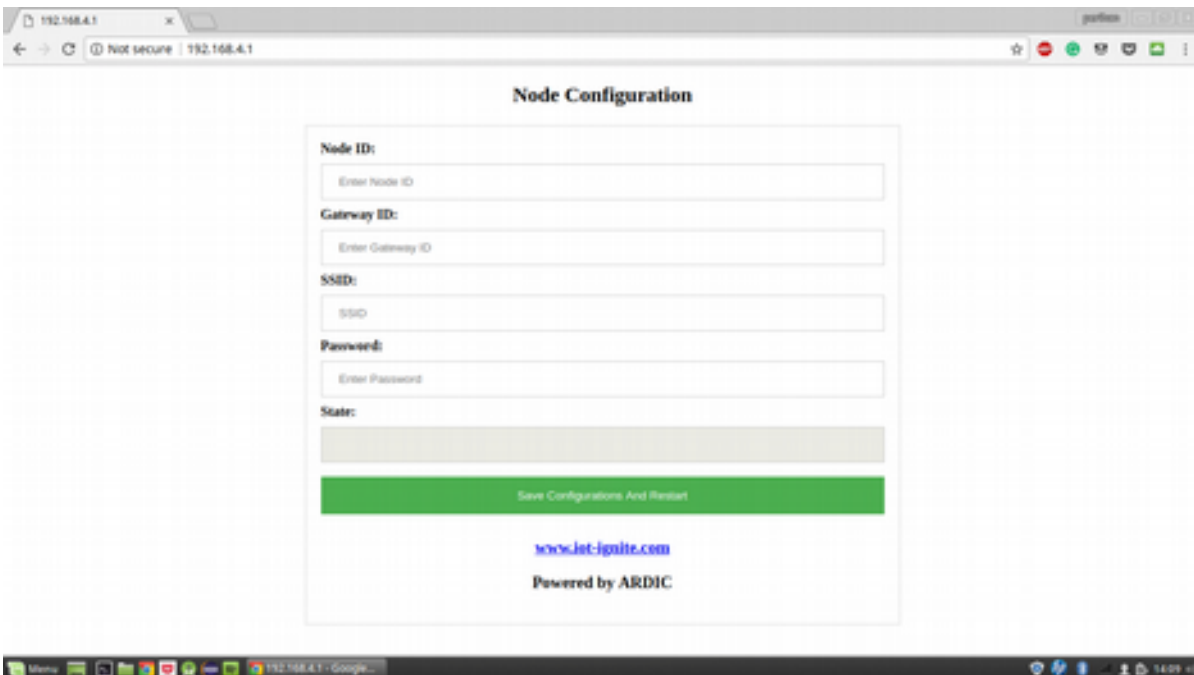 192.168.4.1
Not secure | 192.168.4.1
Node Configuration
Node ID:
Enter Node ID
Gateway ID:
Enter Gateway ID
SSID:
SSID
Password:
Enter Password
State:
Save Configurations And Restart
www.iot-ignite.com
Powered by ARDIC
Menu
192.168.4.1 - Google...
14:09